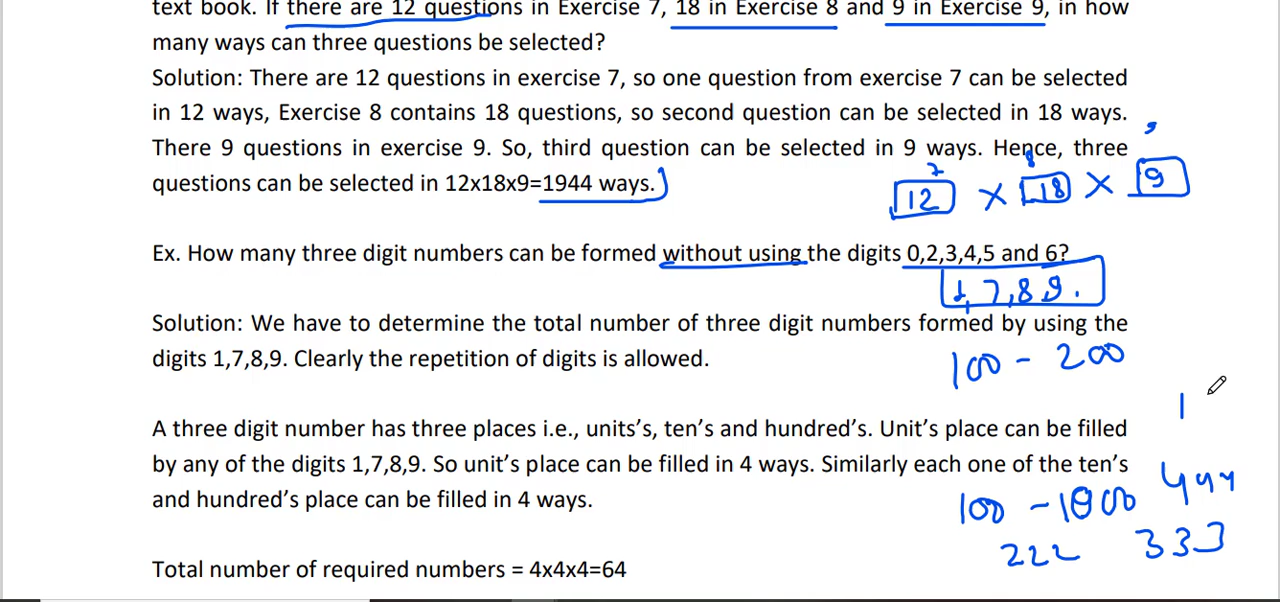 text book. If there are 12 questions in Exercise 7, 18 in Exercise 8 and 9 in Exercise 9, in how
many ways can three questions be selected?
Solution: There are 12 questions in exercise 7, so one question from exercise 7 can be selected
in 12 ways, Exercise 8 contains 18 questions, so second question can be selected in 18 ways.
There 9 questions in exercise 9. So, third question can be selected in 9 ways. Hence, three
questions can be selected in 12x18x9=1944 ways.
7 8 9
12 × 18 × 9
Ex. How many three digit numbers can be formed without using the digits 0,2,3,4,5 and 6?
1,7,8,9.
Solution: We have to determine the total number of three digit numbers formed by using the
digits 1,7,8,9. Clearly the repetition of digits is allowed.
100 - 200
1
A three digit number has three places i.e., units's, ten's and hundred's. Unit's place can be filled
by any of the digits 1,7,8,9. So unit's place can be filled in 4 ways. Similarly each one of the ten's
and hundred's place can be filled in 4 ways.
100 - 1000 444
222 333
Total number of required numbers = 4x4x4=64